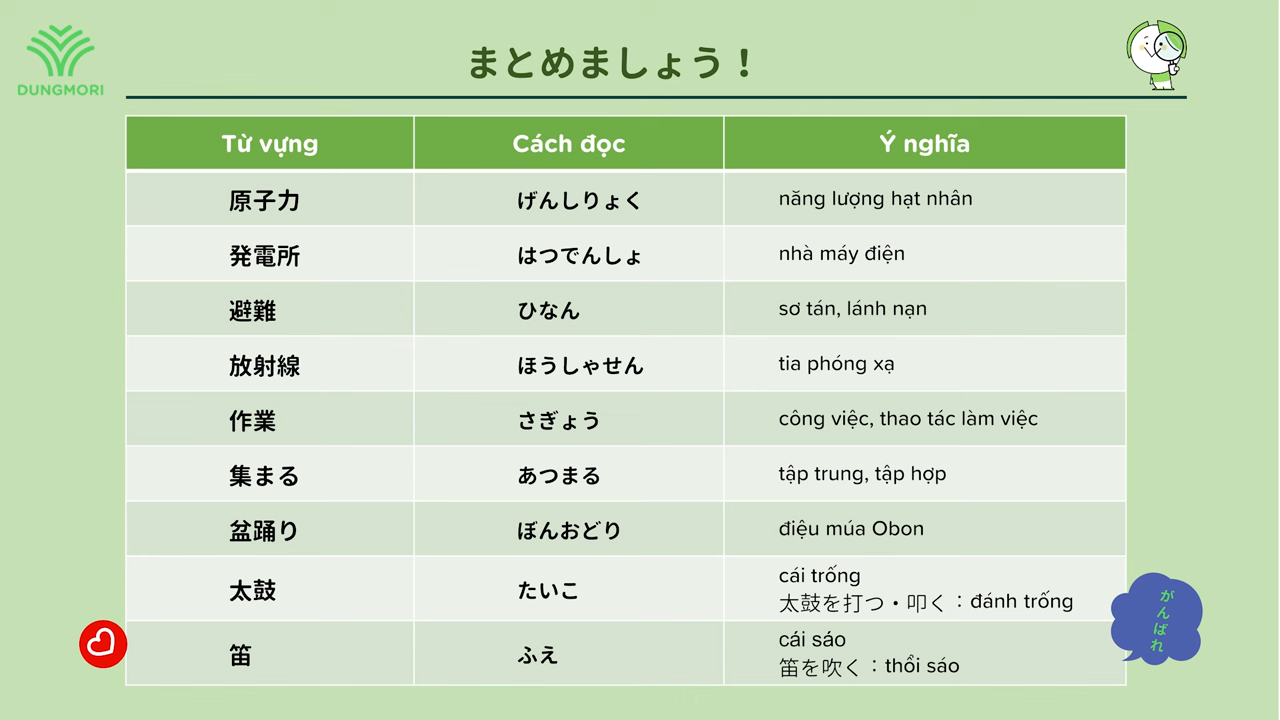 DUNGMORI
まとめましょう！
Từ vựng Cách đọc Ý nghĩa
原子力 げんしりょく năng lượng hạt nhân
発電所 はつでんしょ nhà máy điện
避難 ひなん sơ tán, lánh nạn
放射線 ほうしゃせん tia phóng xạ
作業 さぎょう công việc, thao tác làm việc
集まる あつまる tập trung, tập hợp
盆踊り ぼんおどり điệu múa Obon
太鼓 たいこ cái trống
太鼓を打つ・叩く：đánh trống
笛 ふえ cái sáo
笛を吹く：thổi sáo
がんばれ